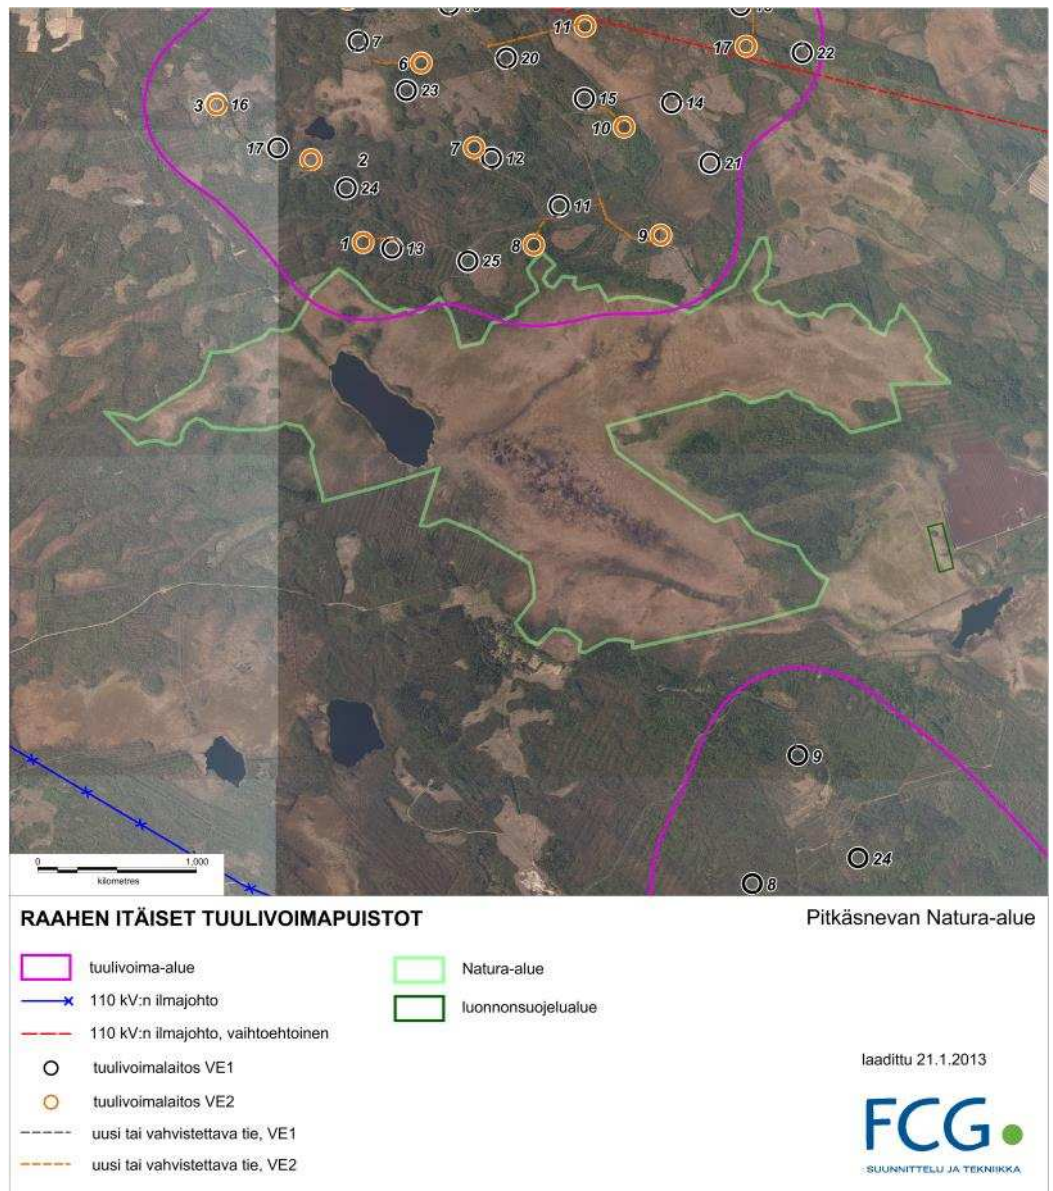 11
7
17
22
20
6
23
3 16
15
14
10
17
7
12
2
21
24
11
1
13
8
9
25
9
24
8
0 1,000
kilometres
RAAHEN ITÄISET TUULIVOIMAPUISTOT
Pitkäsnevan Natura-alue
tuulivoima-alue
Natura-alue
110 kV:n ilmajohto
luonnonsuojelualue
110 kV:n ilmajohto, vaihtoehtoinen
tuulivoimalaitos VE1
laadittu 21.1.2013
tuulivoimalaitos VE2
uusi tai vahvistettava tie, VE1
uusi tai vahvistettava tie, VE2
FCG
SUUNNITTELU JA TEKNIIKKA